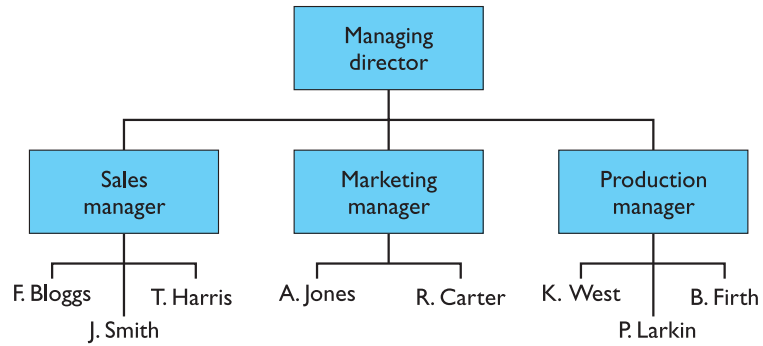 Managing
director
Sales
manager
Marketing
manager
Production
manager
F. Bloggs
T. Harris
J. Smith
A. Jones
R. Carter
K. West
B. Firth
P. Larkin